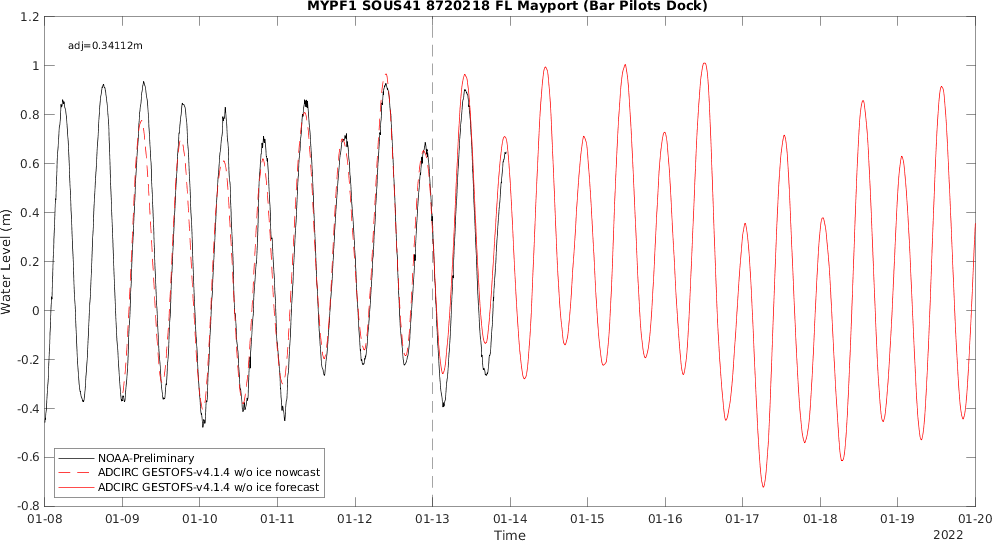 MYPF1 SOUS41 8720218 FL Mayport (Bar Pilots Dock)
1.2
1
0.8
0.6
0.4
0.2
0
-0.2
-0.4
-0.6
-0.8
Water Level (m)
adj=0.34112m
NOAA-Preliminary
ADCIRC GESTOFS-v4.1.4 w/o ice nowcast
ADCIRC GESTOFS-v4.1.4 w/o ice forecast
01-08 01-09 01-10 01-11 01-12 01-13 01-14 01-15 01-16 01-17 01-18 01-19 01-20
Time
2022